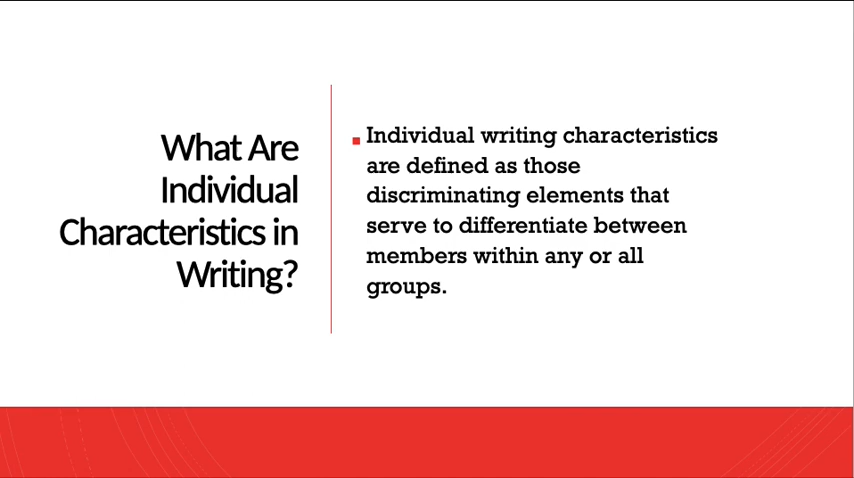 What Are
Individual
Characteristics in
Writing?
Individual writing characteristics
are defined as those
discriminating elements that
serve to differentiate between
members within any or all
groups.